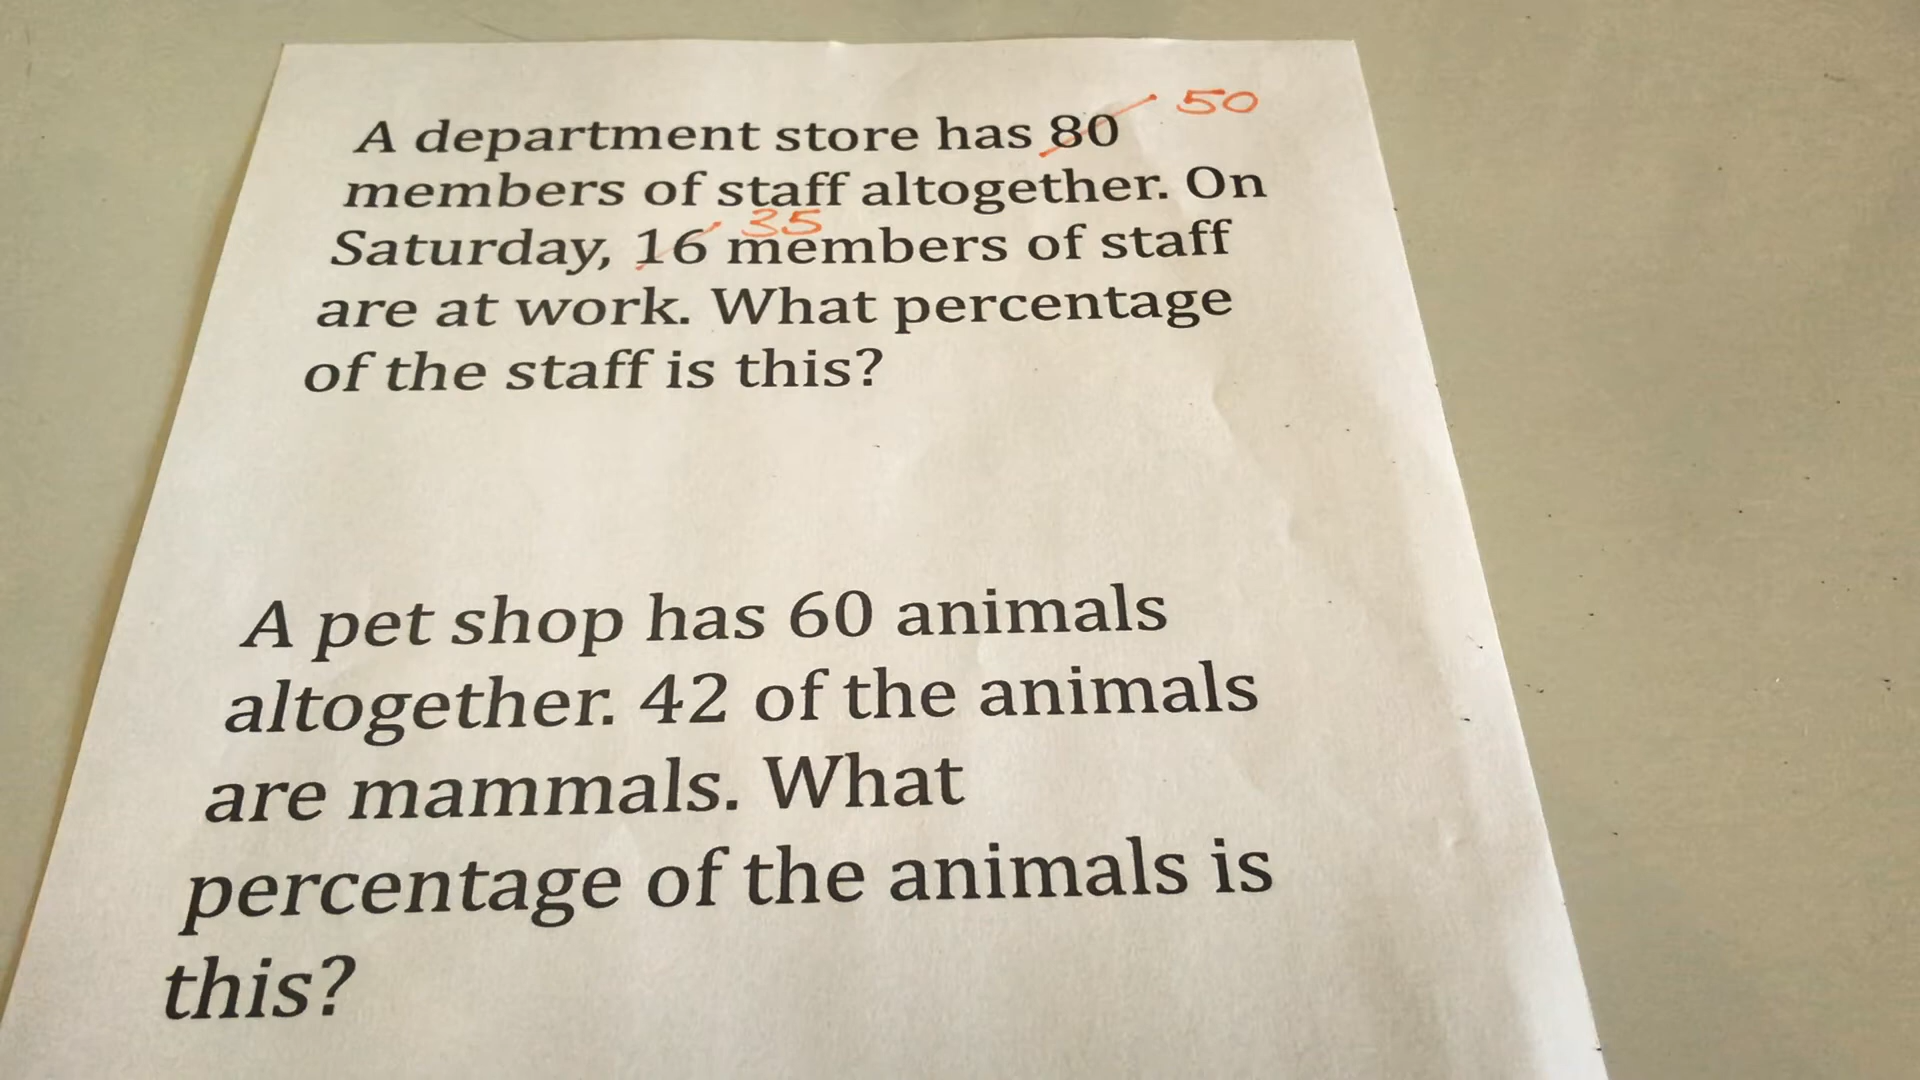 A department store has 80 50
members of staff altogether. On
35
Saturday, 16 members of staff
are at work. What percentage
of the staff is this?
A pet shop has 60 animals
altogether. 42 of the animals
are mammals. What
percentage of the animals is
this?